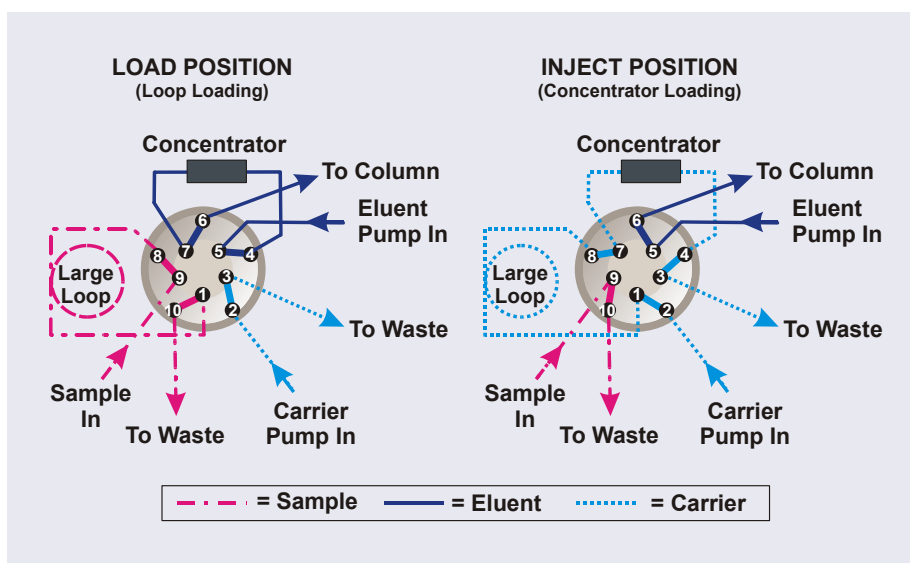 LOAD POSITION
(Loop Loading)
Concentrator
To Column
Eluent
Pump In
6
7
5
4
8
9
3
1
10
2
Large
Loop
To Waste
Sample
In
To Waste
Carrier
Pump In
INJECT POSITION
(Concentrator Loading)
Concentrator
To Column
Eluent
Pump In
6
7
5
4
8
9
3
1
10
2
Large
Loop
To Waste
Sample
In
To Waste
Carrier
Pump In
= Sample
= Eluent
= Carrier